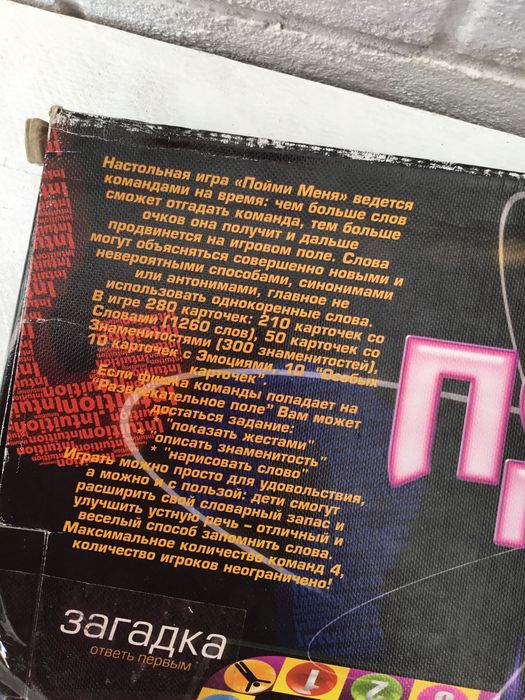 Настольная игра «Пойми Меня» ведется
командами на время: чем больше слов
сможет отгадать команда, тем больше
очков она получит и дальше
продвинется на игровом поле. Слова
могут объясняться совершенно новыми и
невероятными способами, синонимами
или антонимами, главное не
использовать однокоренные слова.
В игре 280 карточек: 210 карточек со
Словами (1260 слов), 50 карточек со
Знаменитостями (300 знаменитостей),
10 карточек с Эмоциями, 10 "Особых
карточек".
Если фишка команды попадает на
"Развлекательное поле" Вам может
достаться задание:
"показать жестами"
"описать знаменитость"
* "нарисовать слово"
Играть можно просто для удовольствия,
а можно и с пользой: дети смогут
расширить свой словарный запас и
улучшить устную речь – отличный и
веселый способ запомнить слова.
Максимальное количество команд 4,
количество игроков неограничено!
Intuition
загадка
ответь первым